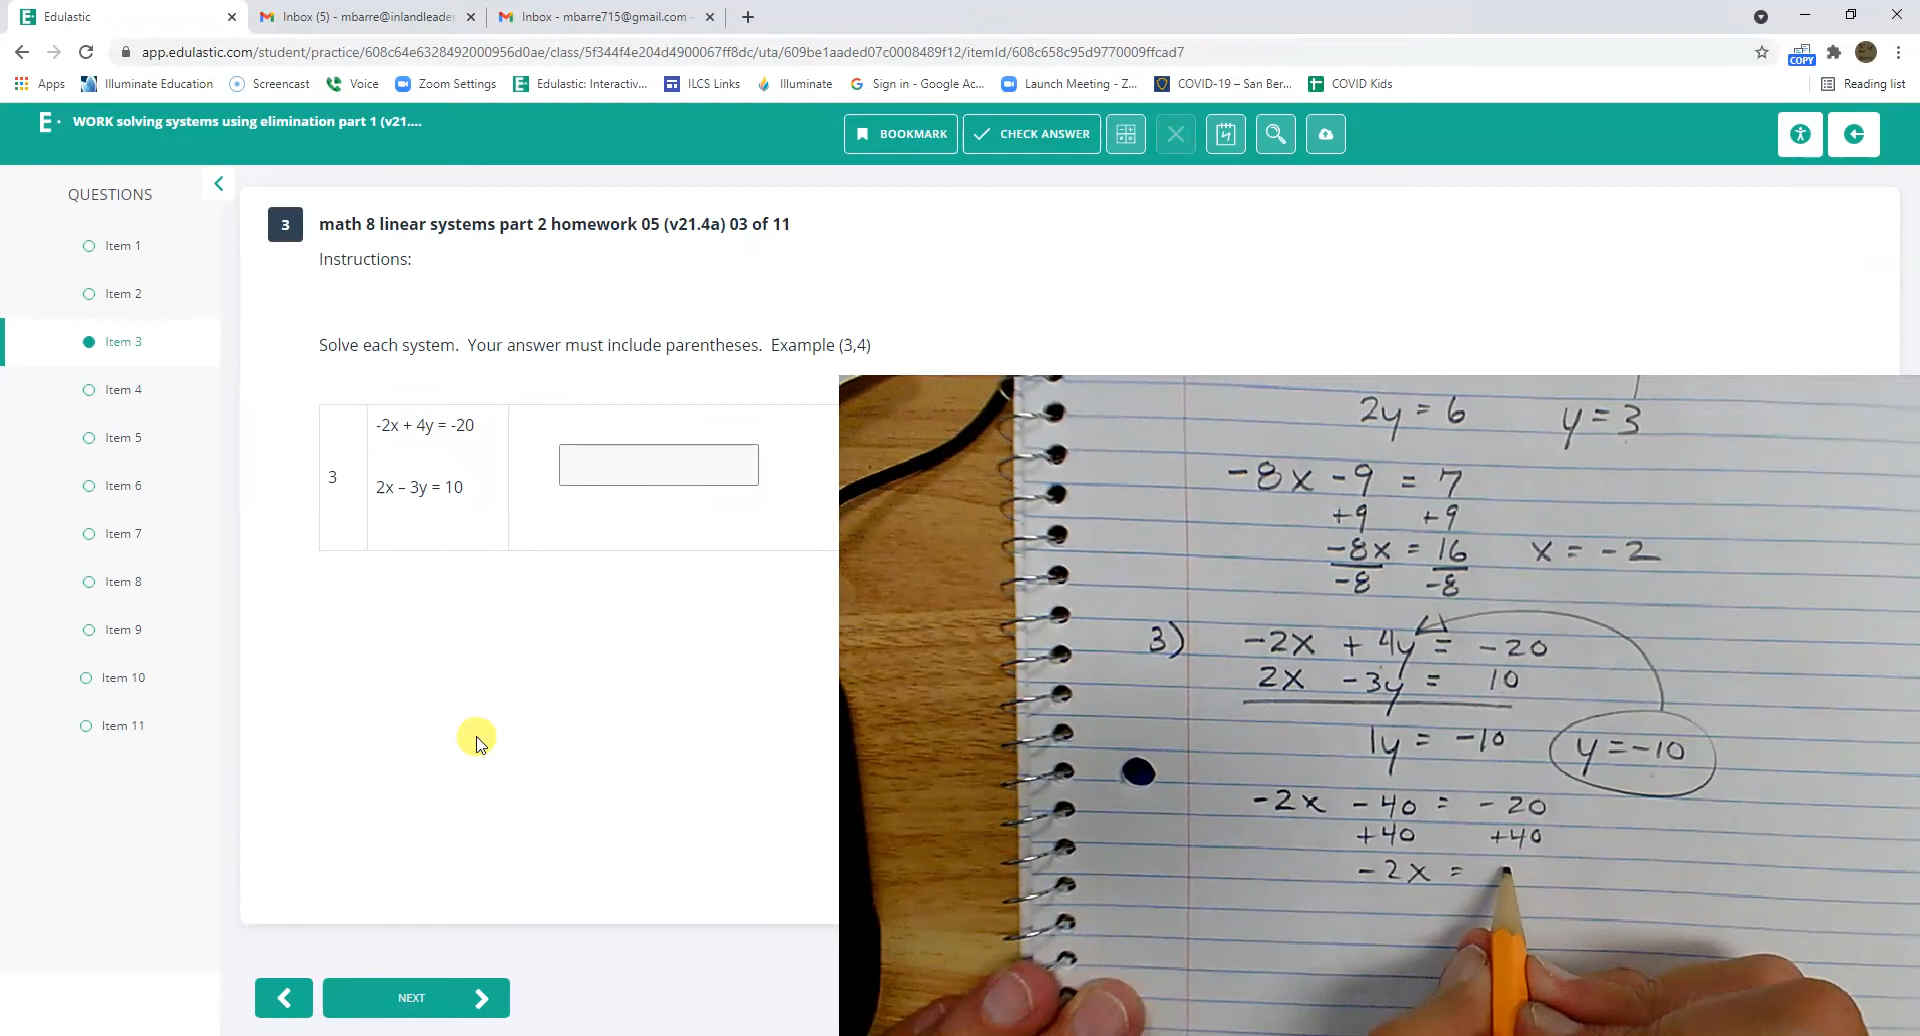 Edulastic
Inbox (5) - mbarre@inlandleade
Inbox - mbarre715@gmail.com -
app.edulastic.com/student/practice/608c64e6328492000956d0ae/class/5f344f4e204d4900067ff8dc/uta/609be1aaded07c0008489f12/itemId/608c658c95d9770009ffcad7
COPY
Apps
Illuminate Education
Screencast
Voice
Zoom Settings
Edulastic: Interactiv...
ILCS Links
Illuminate
Sign in - Google Ac...
Launch Meeting - Z...
COVID-19 – San Ber...
COVID Kids
Reading list
E WORK solving systems using elimination part 1 (v21....
BOOKMARK
CHECK ANSWER
QUESTIONS
Item 1
Item 2
Item 3
Item 4
Item 5
Item 6
Item 7
Item 8
Item 9
Item 10
Item 11
3 math 8 linear systems part 2 homework 05 (v21.4a) 03 of 11
Instructions:
Solve each system. Your answer must include parentheses. Example (3,4)
3
-2x + 4y = -20
2x – 3y = 10
NEXT
2y = 6 y = 3
-8x -9 = 7
+9 +9
-8x = 16 x = -2
-8 -8
3) -2x + 4y = -20
2x -3y = 10
1y = -10 y = -10
-2x -40 = -20
+40 +40
-2x =